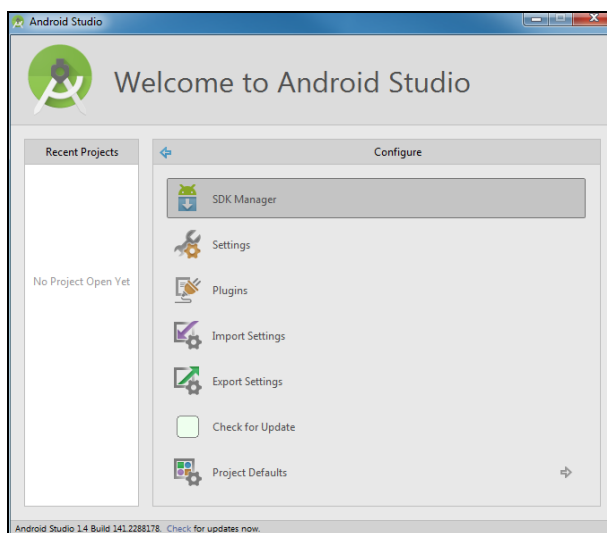 Android Studio
Welcome to Android Studio
Recent Projects
Configure
No Project Open Yet
SDK Manager
Settings
Plugins
Import Settings
Export Settings
Check for Update
Project Defaults
Android Studio 1.4 Build 141.2288178. Check for updates now.